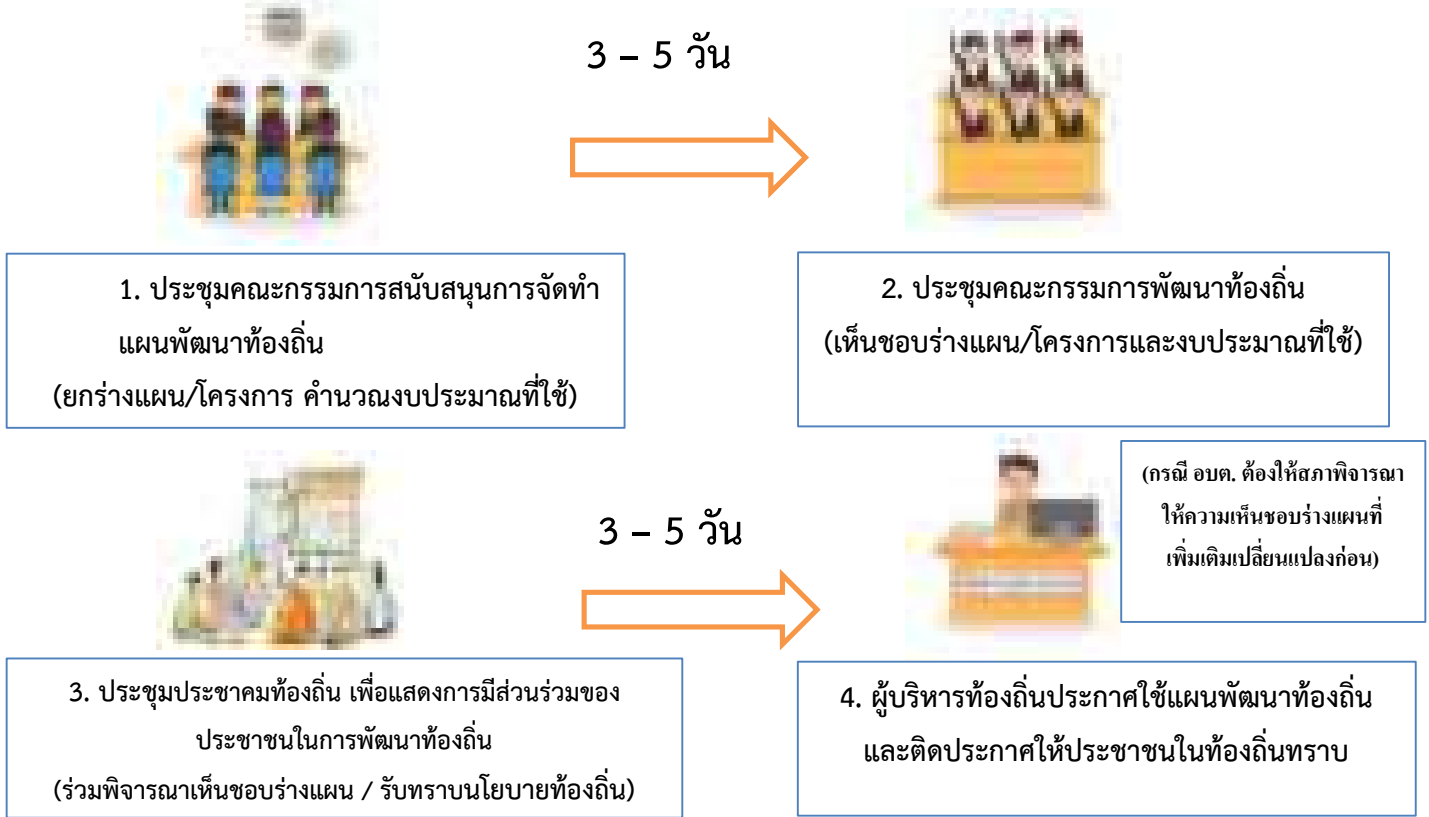 3 – 5 วัน
1. ประชุมคณะกรรมการสนับสนุนการจัดทำ
แผนพัฒนาท้องถิ่น
(ยกร่างแผน/โครงการ คำนวณงบประมาณที่ใช้)
2. ประชุมคณะกรรมการพัฒนาท้องถิ่น
(เห็นชอบร่างแผน/โครงการและงบประมาณที่ใช้)
3 – 5 วัน
(กรณี อบต. ต้องให้สภาพิจารณา
ให้ความเห็นชอบร่างแผนที่
เพิ่มเติมเปลี่ยนแปลงก่อน)
3. ประชุมประชาคมท้องถิ่น เพื่อแสดงการมีส่วนร่วมของ
ประชาชนในการพัฒนาท้องถิ่น
(ร่วมพิจารณาเห็นชอบร่างแผน / รับทราบนโยบายท้องถิ่น)
4. ผู้บริหารท้องถิ่นประกาศใช้แผนพัฒนาท้องถิ่น
และติดประกาศให้ประชาชนในท้องถิ่นทราบ